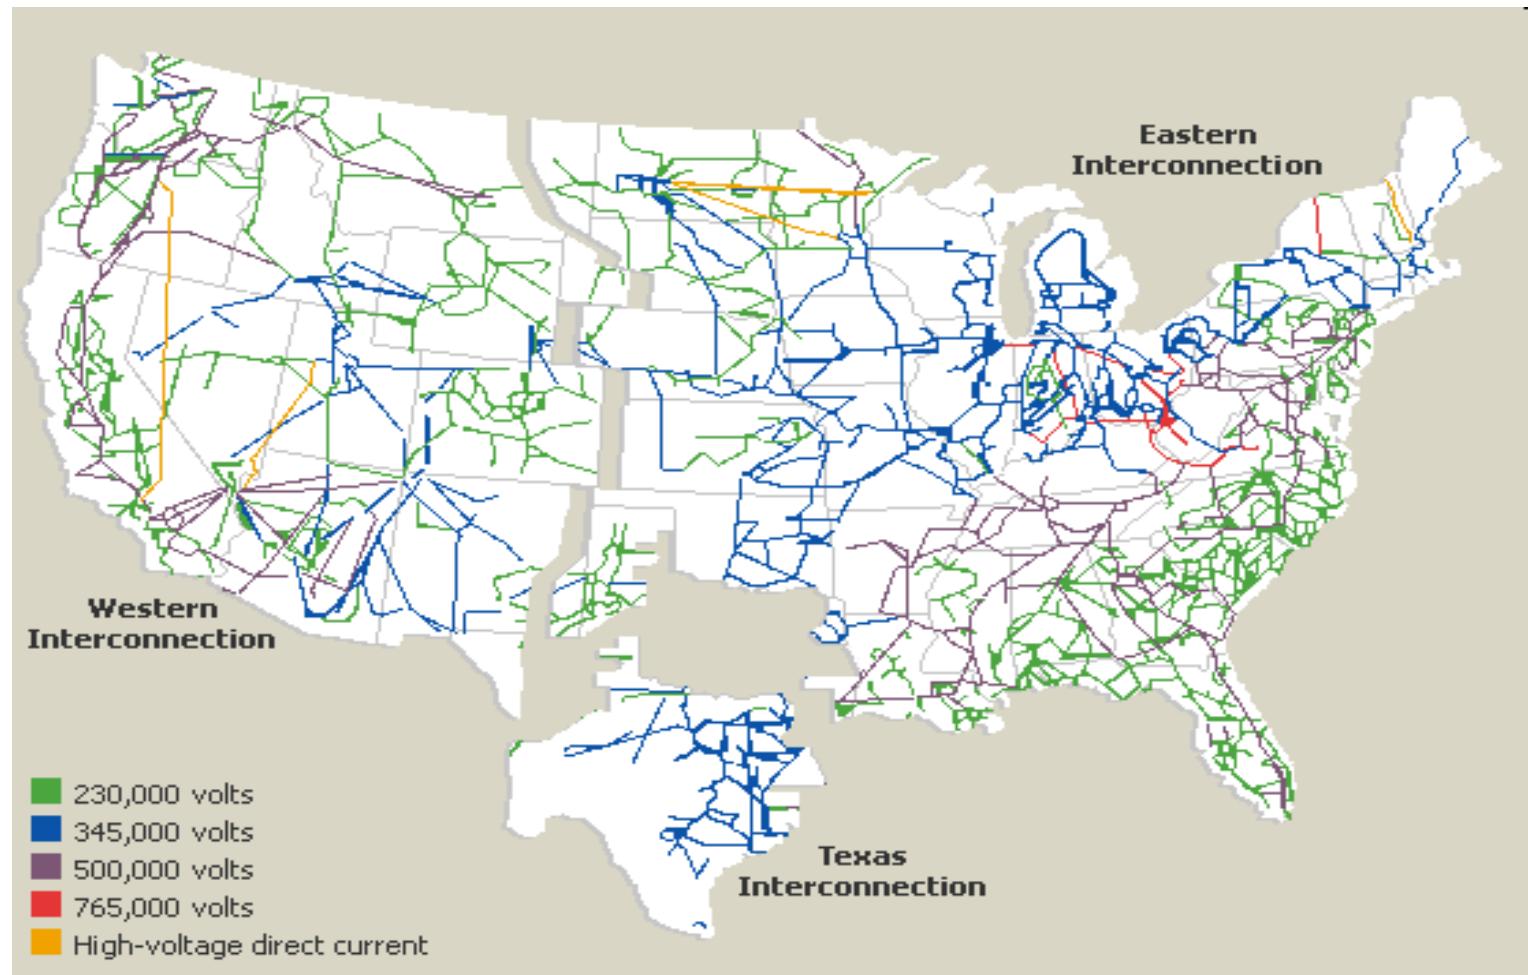 Eastern
Interconnection
Western
Interconnection
Texas
Interconnection
230,000 volts
345,000 volts
500,000 volts
765,000 volts
High-voltage direct current